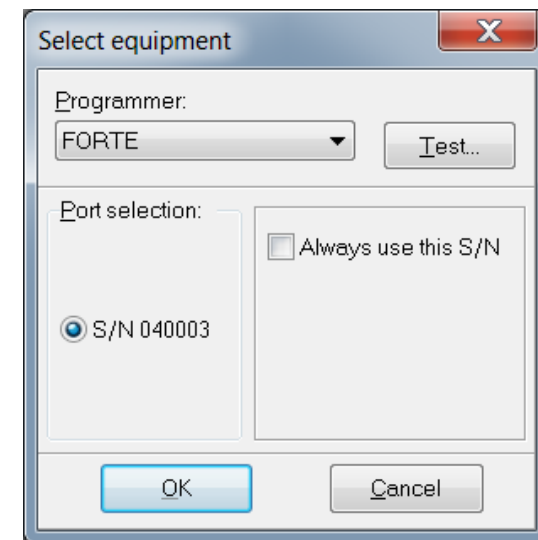 Select equipment
Programmer:
FORTE
Test...
Port selection:
Always use this S/N
S/N 040003
OK
Cancel